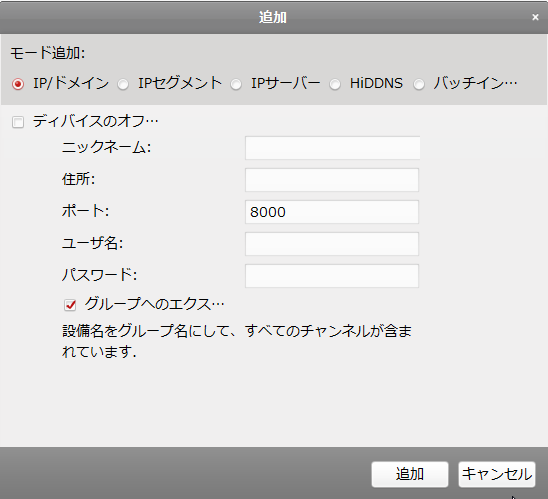 追加
×
モード追加:
IP/ドメイン IPセグメント IPサーバー HiDDNS バッチイン…
ディバイスのオフ…
ニックネーム:
住所:
ポート: 8000
ユーザ名:
パスワード:
グループへのエクス…
設備名をグループ名にして、すべてのチャンネルが含ま
れています.
追加 キャンセル